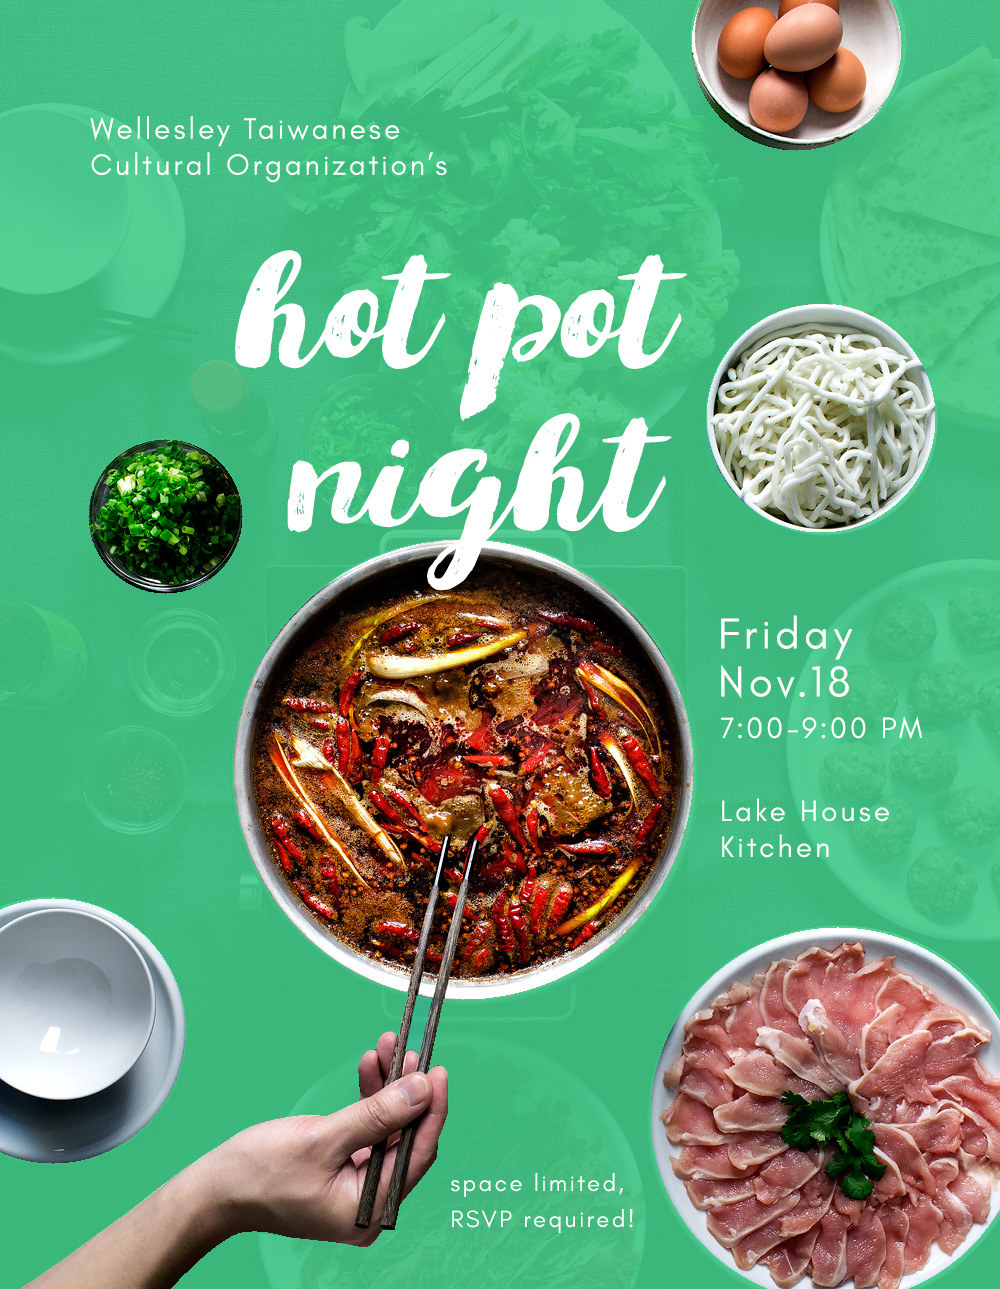 Wellesley Taiwanese
Cultural Organization's
hot pot
night
Friday
Nov.18
7:00-9:00 PM
Lake House
Kitchen
space limited,
RSVP required!